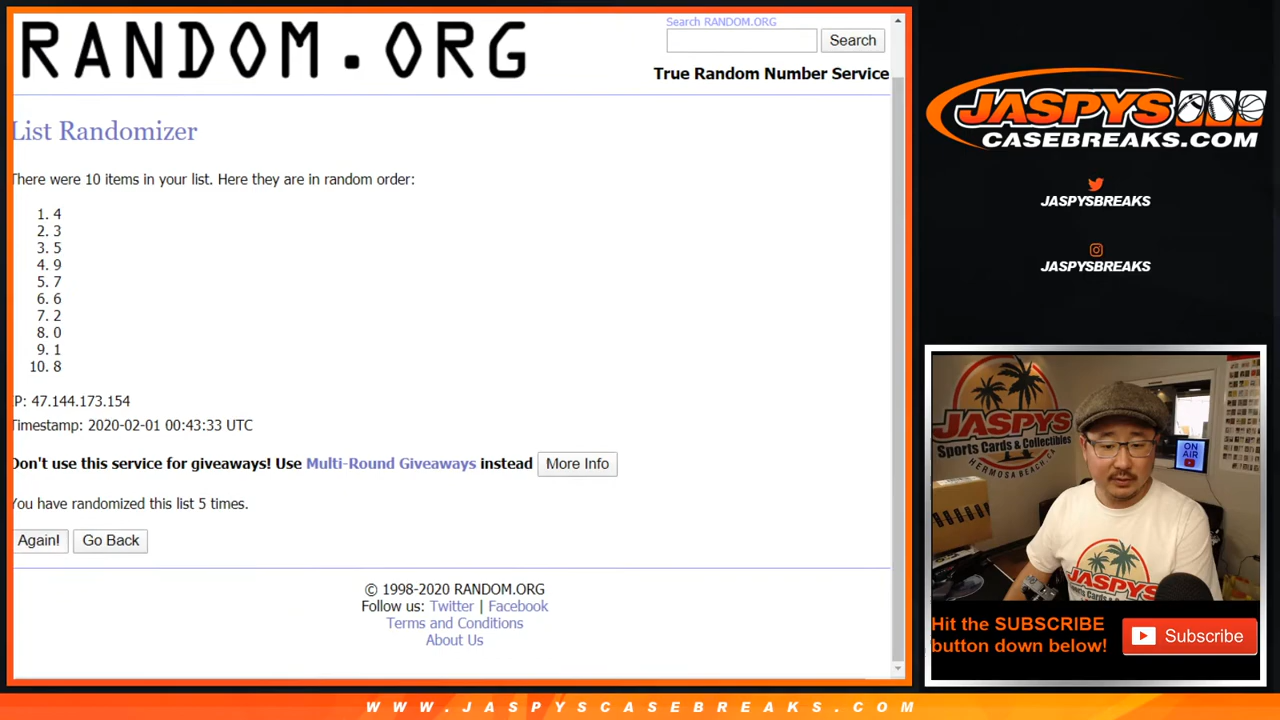 RANDOM.ORG
Search RANDOM.ORG
Search
True Random Number Service
List Randomizer
There were 10 items in your list. Here they are in random order:
1. 4
2. 3
3. 5
4. 9
5. 7
6. 6
7. 2
8. 0
9. 1
10. 8
IP: 47.144.173.154
Timestamp: 2020-02-01 00:43:33 UTC
Don't use this service for giveaways! Use Multi-Round Giveaways instead More Info
You have randomized this list 5 times.
Again! Go Back
© 1998-2020 RANDOM.ORG
Follow us: Twitter | Facebook
Terms and Conditions
About Us
JASPYS
CASEBREAKS.COM
JASPYSBREAKS
JASPYSBREAKS
JASPYS
Sports Cards & Collectibles
HERMOSA BEACH, CA
ON
AIR
JASPYS
Hit the SUBSCRIBE
button down below!
Subscribe
WWW.JASPYSCASEBREAKS.COM